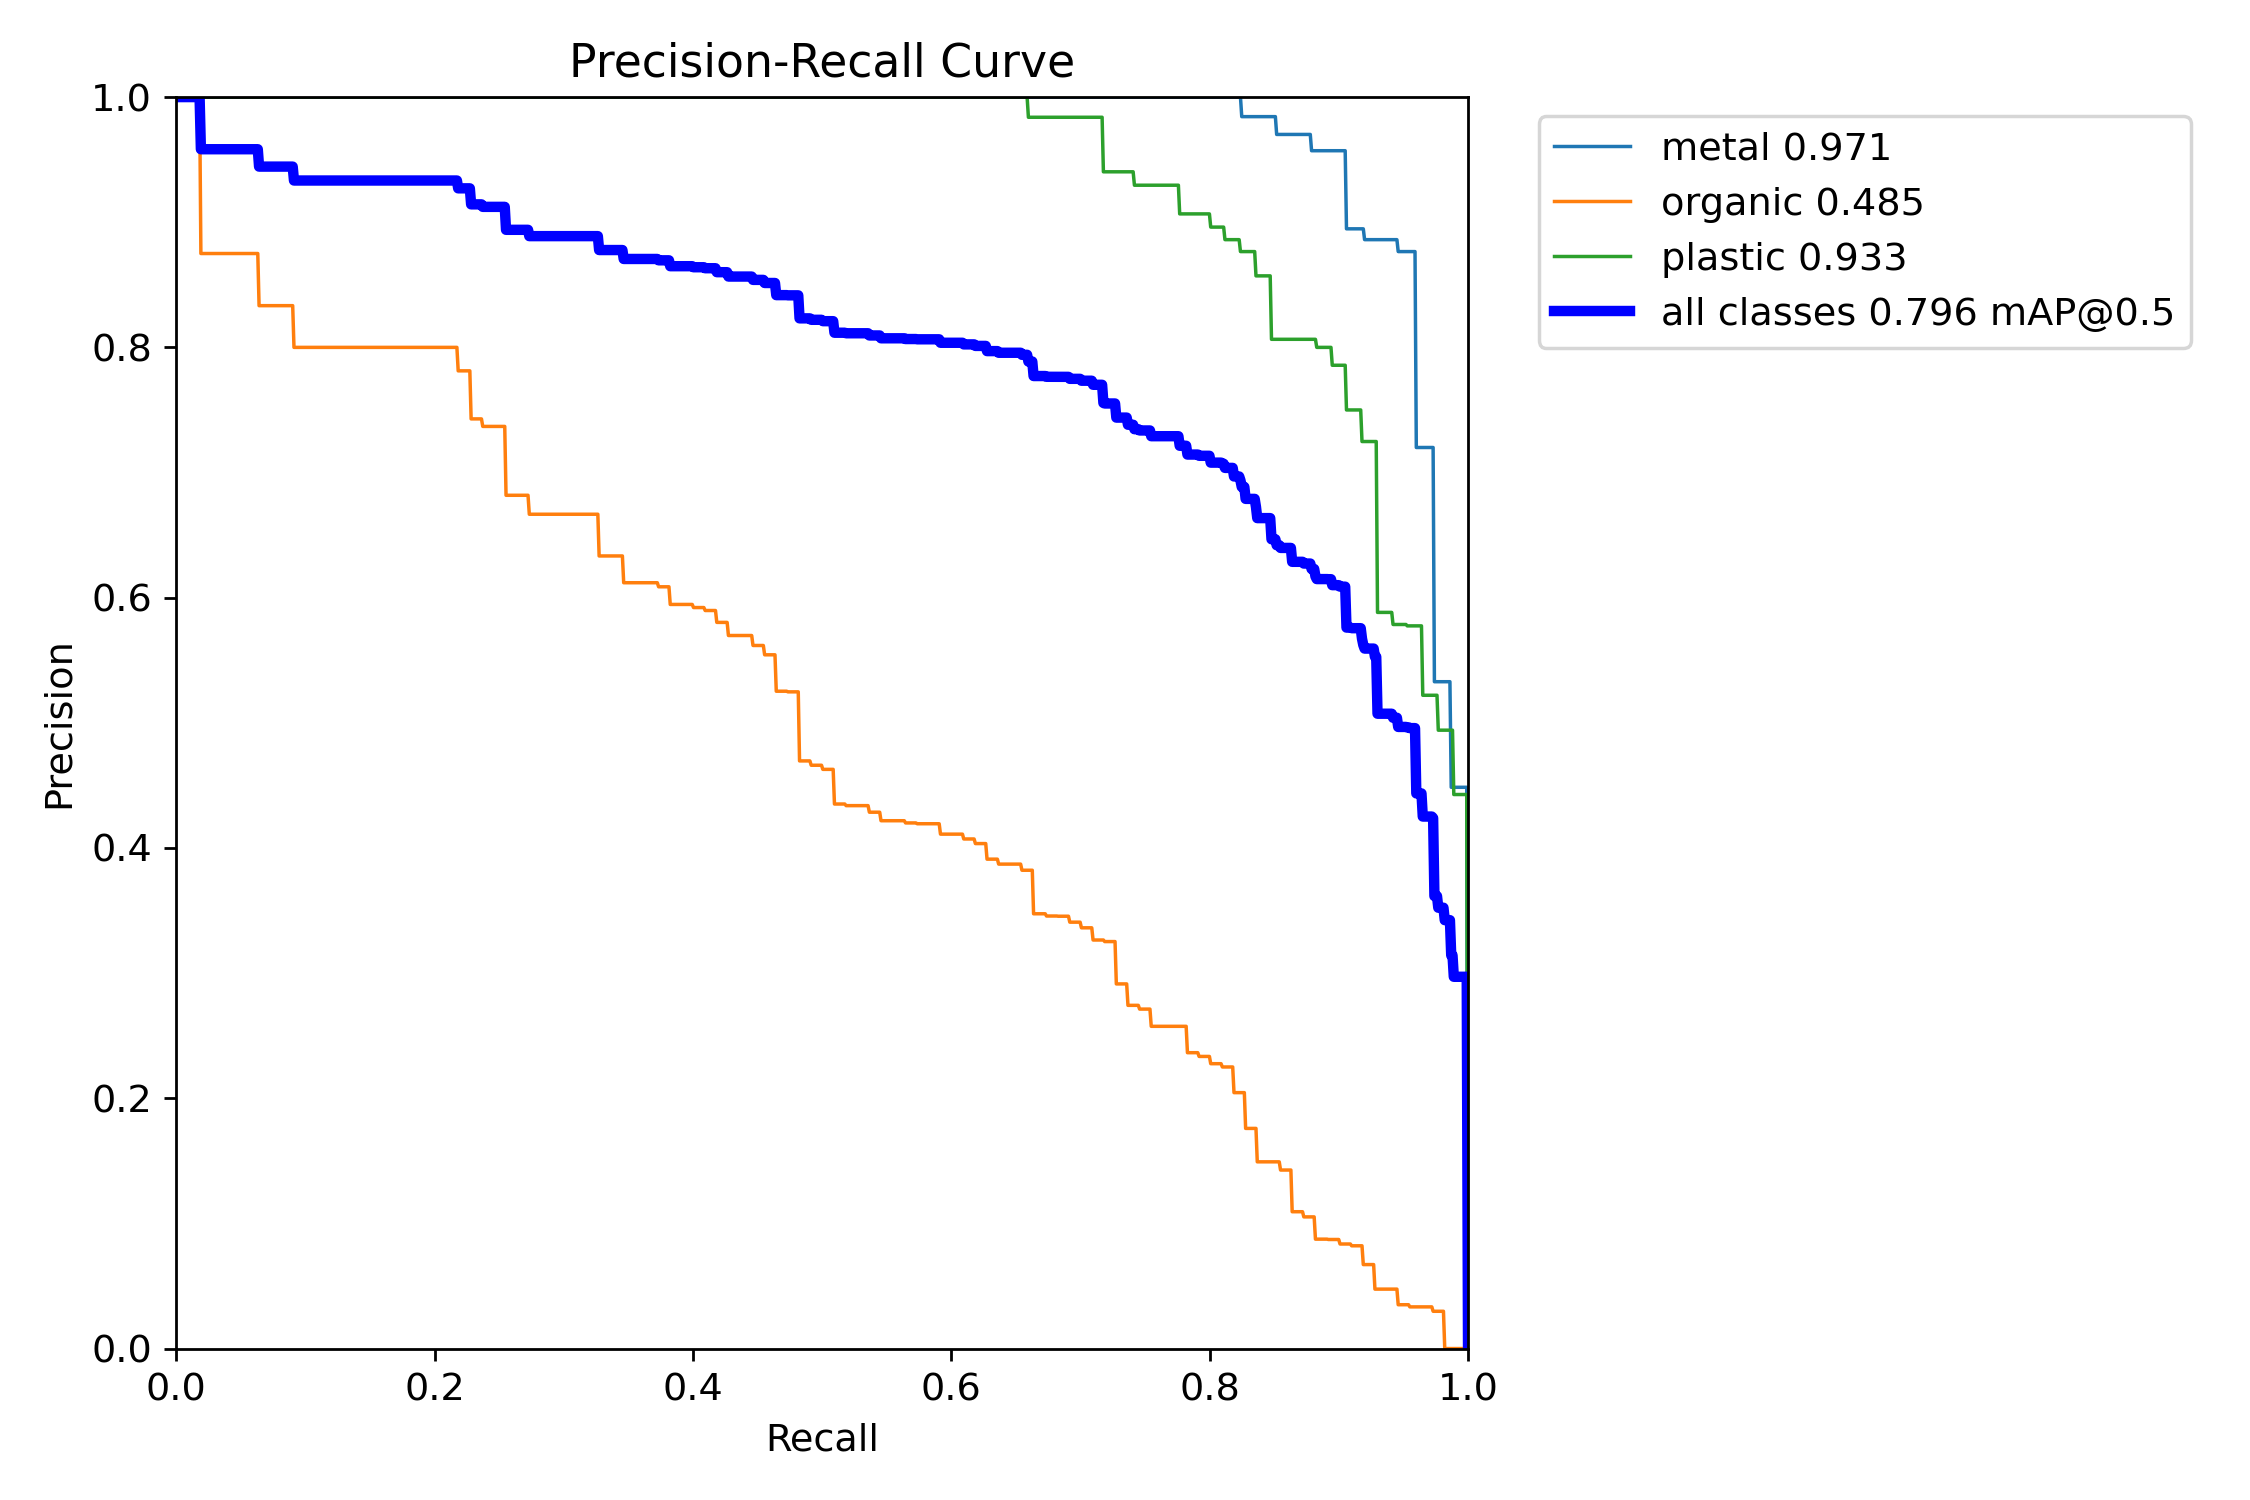 Precision-Recall Curve
metal 0.971
organic 0.485
plastic 0.933
all classes 0.796 mAP@0.5
Precision
1.0
0.8
0.6
0.4
0.2
0.0
0.0 0.2 0.4 0.6 0.8 1.0
Recall